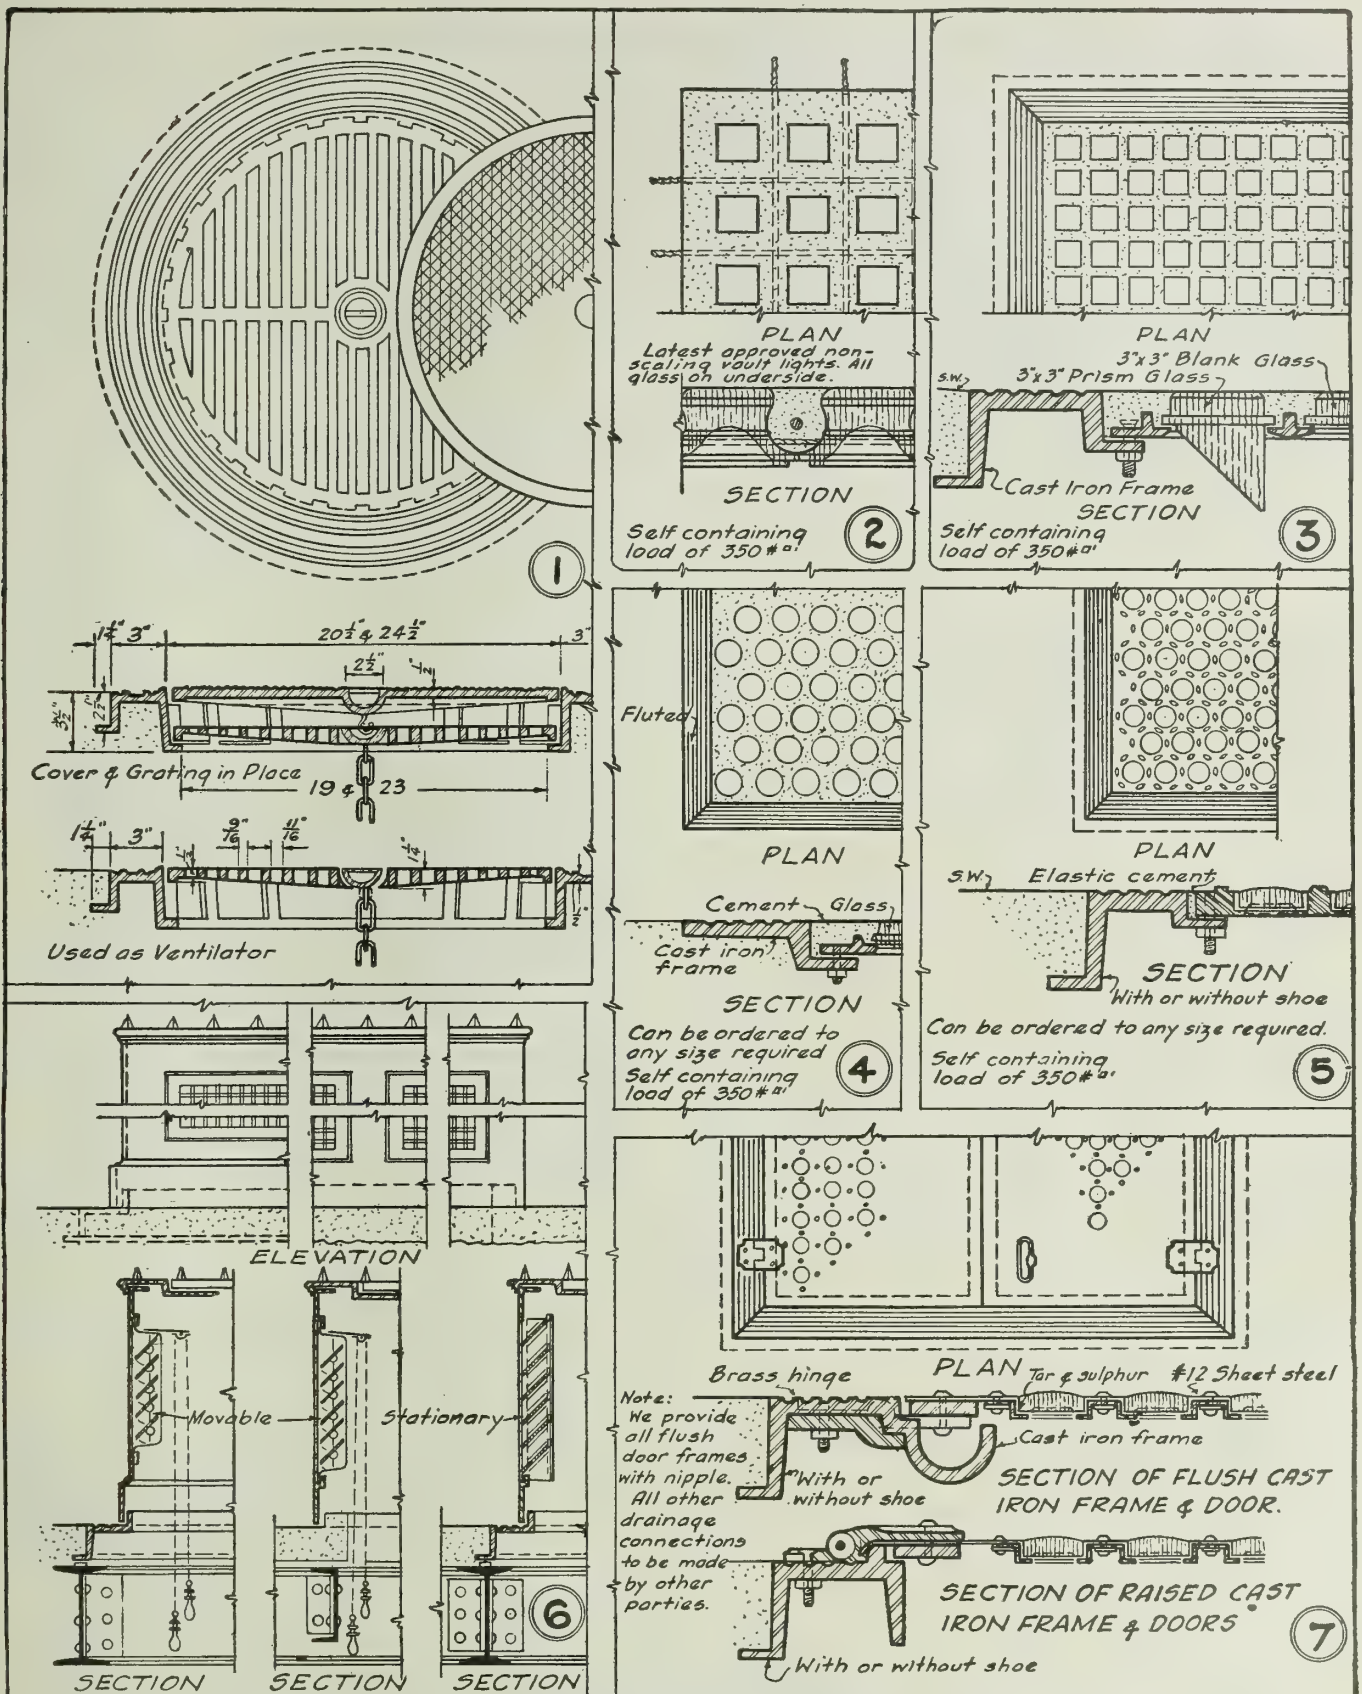 1
1¼" 3" 20½" & 24½" 3"
2½" ½"
3½" 2½"
Cover & Grating in Place
19 & 23
1¼" 3" 9/16" 11/16"
½" 1¼" ½"
Used as Ventilator
PLAN
Latest approved non-
scaling vault lights. All
glass on underside.
SECTION
Self containing
load of 350#□'
2
PLAN
3"x3" Blank Glass
3"x3" Prism Glass
S.W.
Cast Iron Frame
SECTION
Self containing
load of 350#□'
3
Fluted
PLAN
Cement Glass
Cast iron
frame
SECTION
Can be ordered to
any size required
Self containing
load of 350#□'
4
PLAN
S.W. Elastic cement
SECTION
With or without shoe
Can be ordered to any size required.
Self containing
load of 350#□'
5
ELEVATION
Movable Stationary
SECTION SECTION SECTION
6
PLAN
Brass hinge Tar & sulphur #12 Sheet steel
Note:
We provide
all flush
door frames
with nipple.
All other
drainage
connections
to be made
by other
parties.
Cast iron frame
With or
without shoe
SECTION OF FLUSH CAST
IRON FRAME & DOOR.
SECTION OF RAISED CAST
IRON FRAME & DOORS
With or without shoe
7